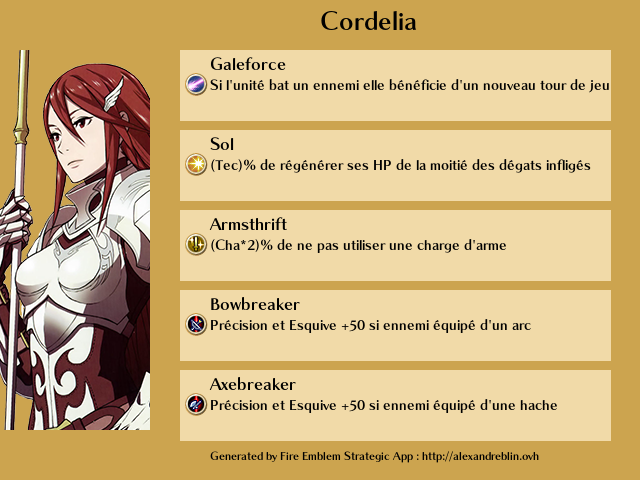 Cordelia
Galeforce
Si l'unité bat un ennemi elle bénéficie d'un nouveau tour de jeu
Sol
(Tec)% de régénérer ses HP de la moitié des dégats infligés
Armsthrift
(Cha*2)% de ne pas utiliser une charge d'arme
Bowbreaker
Précision et Esquive +50 si ennemi équipé d'un arc
Axebreaker
Précision et Esquive +50 si ennemi équipé d'une hache
Generated by Fire Emblem Strategic App : http://alexandreblin.ovh